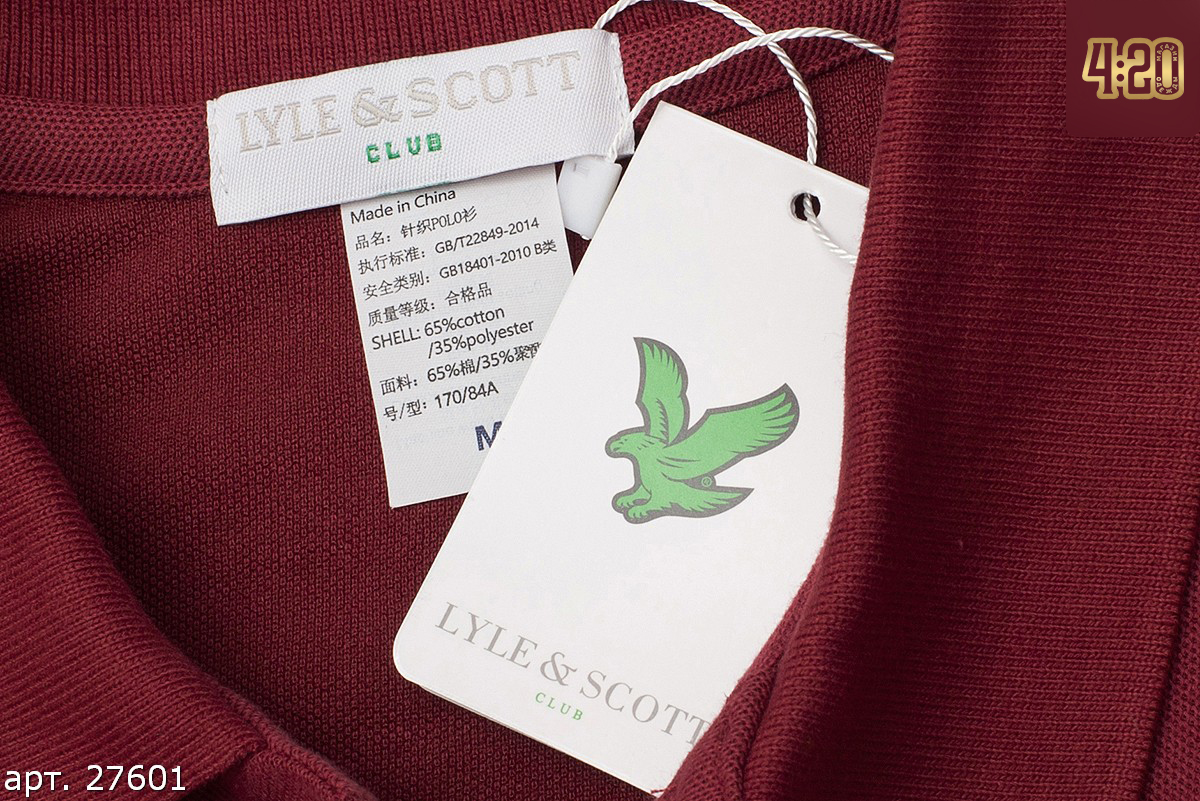 4:20
LYLE & SCOTT
CLUB
Made in China
品名：针织POLO衫
执行标准：GB/T22849-2014
安全类别：GB18401-2010 B类
质量等级：合格品
SHELL: 65%cotton
/35%polyester
面料：65%棉/35%聚酯
号/型：170/84A
M
®
LYLE & SCOTT
CLUB
арт. 27601